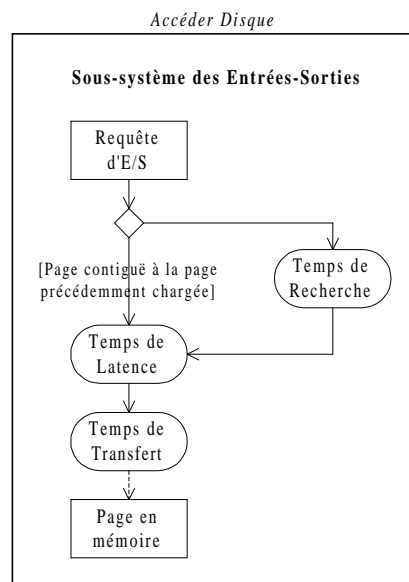 Accéder Disque
Sous-système des Entrées-Sorties
Requête
d'E/S
[Page contiguë à la page
précédemment chargée]
Temps de
Recherche
Temps de
Latence
Temps de
Transfert
Page en
mémoire